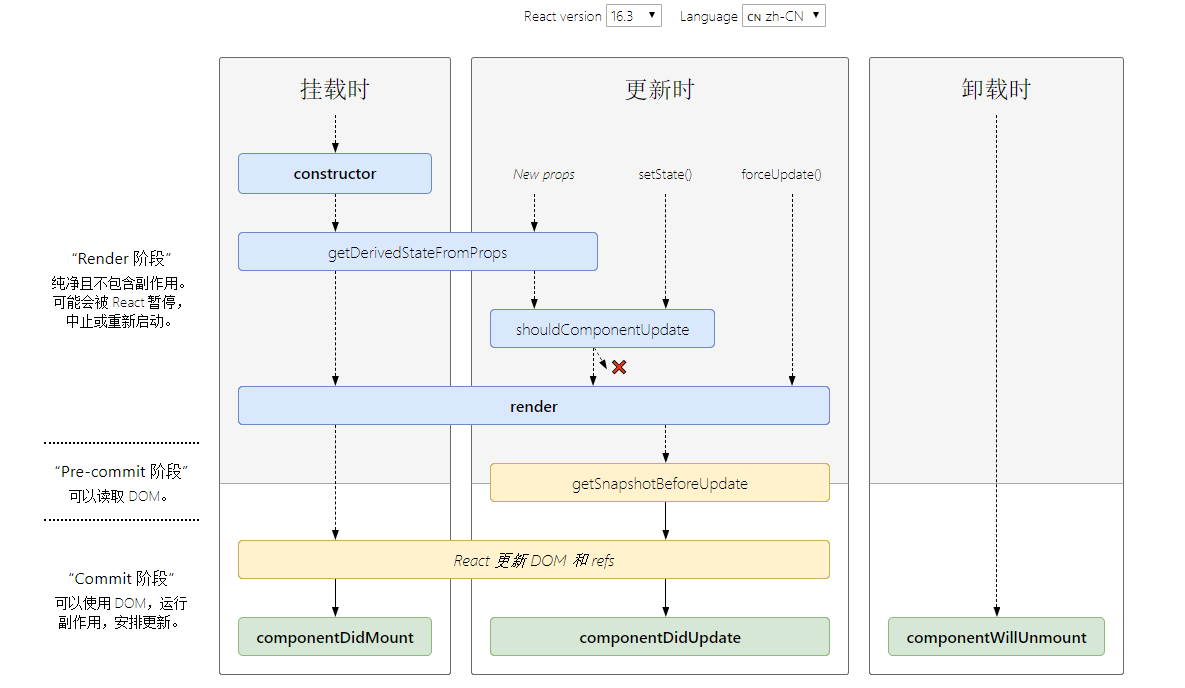 React version 16.3 Language CN zh-CN
挂载时 更新时 卸载时
constructor
New props setState() forceUpdate()
getDerivedStateFromProps
“Render 阶段”
纯净且不包含副作用。
可能会被 React 暂停，
中止或重新启动。
shouldComponentUpdate
render
“Pre-commit 阶段”
可以读取 DOM。
getSnapshotBeforeUpdate
React 更新 DOM 和 refs
“Commit 阶段”
可以使用 DOM，运行
副作用，安排更新。
componentDidMount componentDidUpdate componentWillUnmount